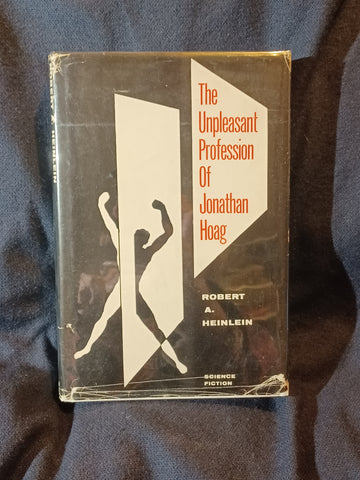 The
Unpleasant
Profession
Of
Jonathan
Hoag
ROBERT
A.
HEINLEIN
SCIENCE
FICTION